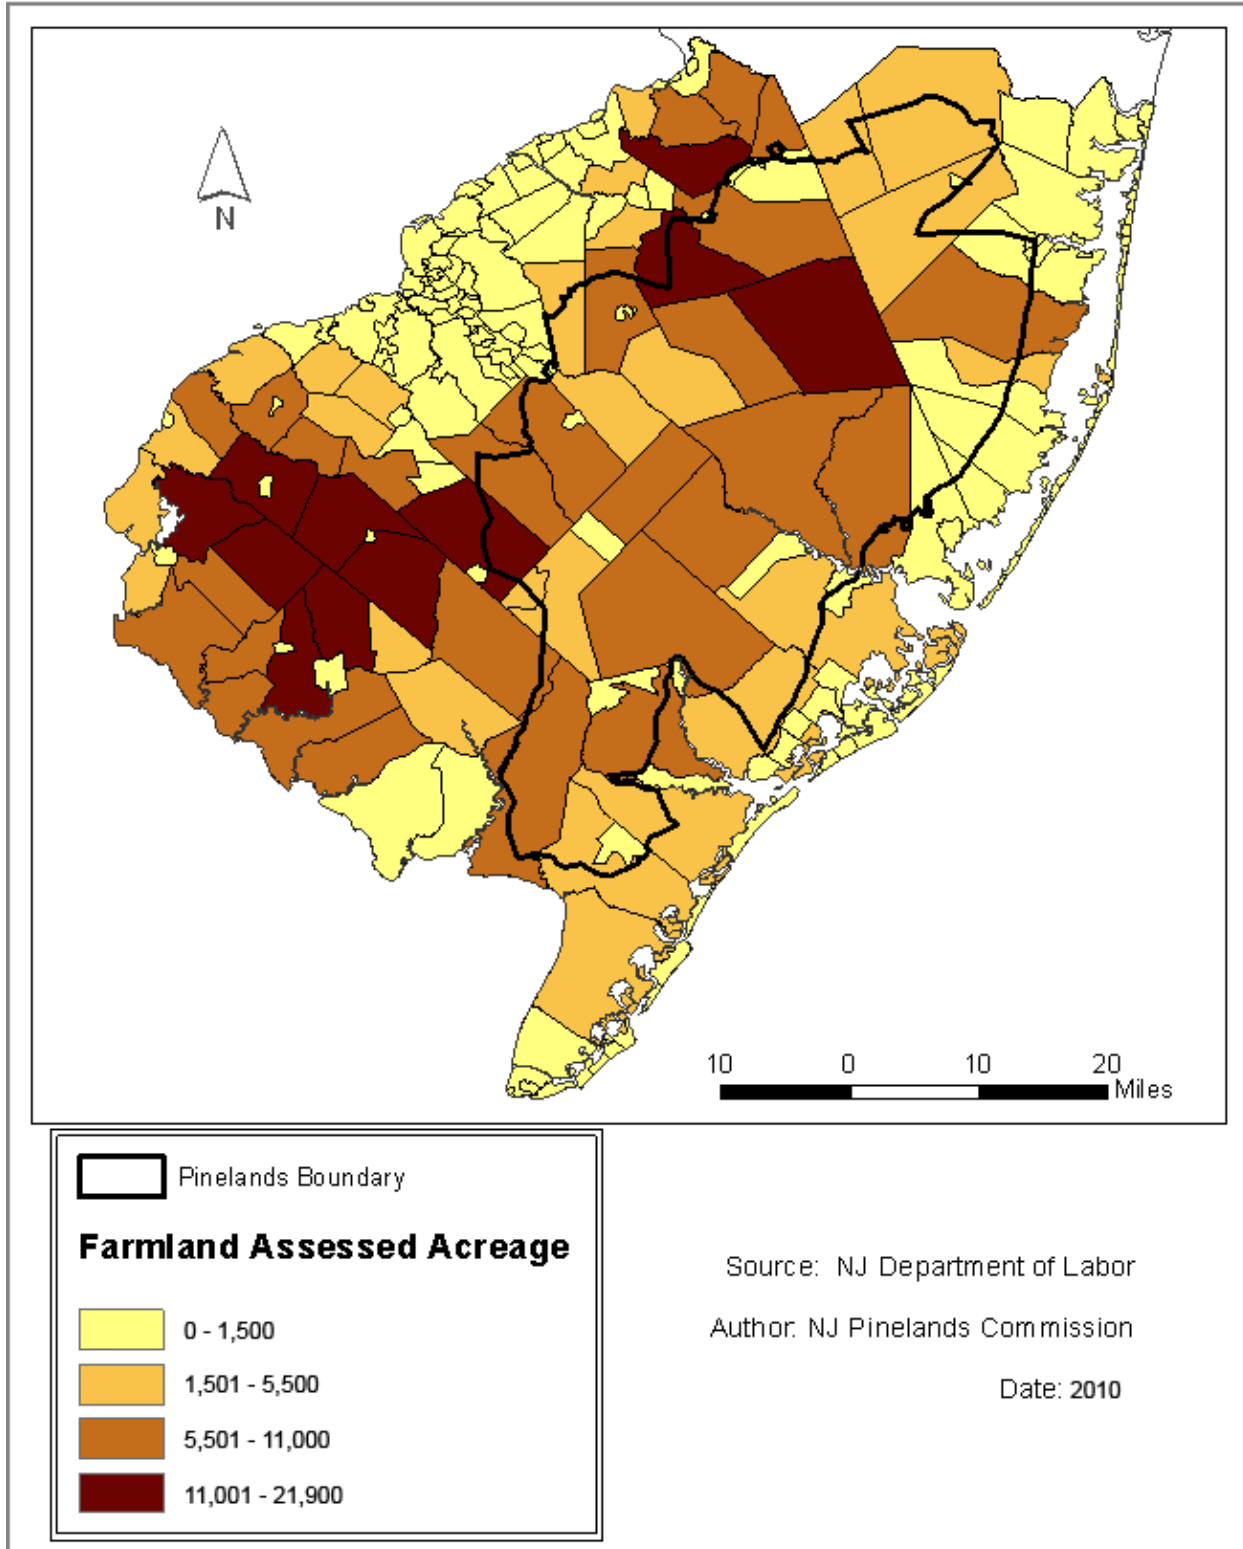 N
10 0 10 20
Miles
Pinelands Boundary
Farmland Assessed Acreage
0 - 1,500
1,501 - 5,500
5,501 - 11,000
11,001 - 21,900
Source: NJ Department of Labor
Author: NJ Pinelands Commission
Date: 2010